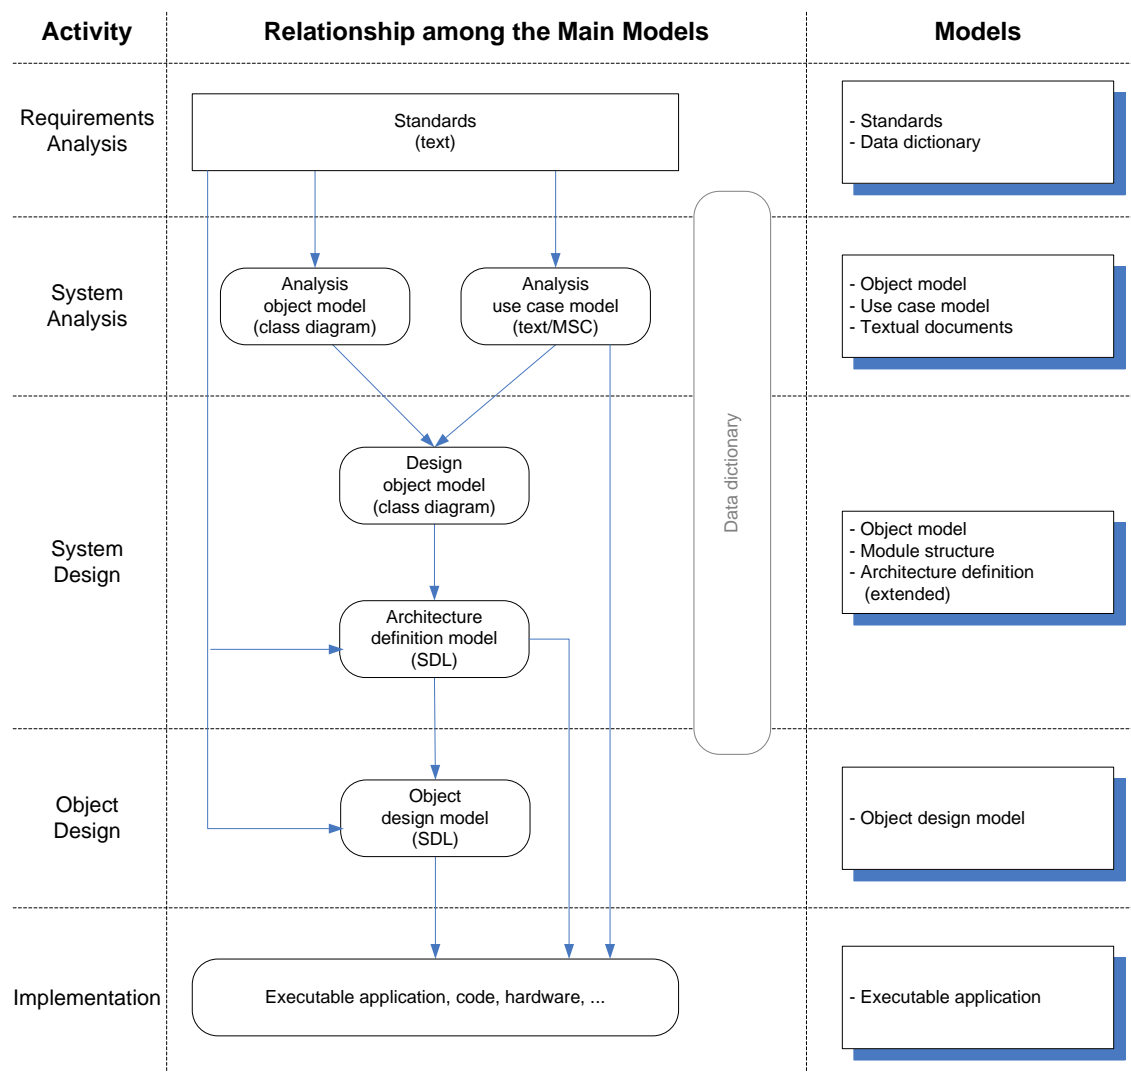 Activity
Relationship among the Main Models
Models
Requirements
Analysis
Standards
(text)
- Standards
- Data dictionary
System
Analysis
Analysis
object model
(class diagram)
Analysis
use case model
(text/MSC)
- Object model
- Use case model
- Textual documents
Data dictionary
System
Design
Design
object model
(class diagram)
Architecture
definition model
(SDL)
- Object model
- Module structure
- Architecture definition
(extended)
Object
Design
Object
design model
(SDL)
- Object design model
Implementation
Executable application, code, hardware, ...
- Executable application